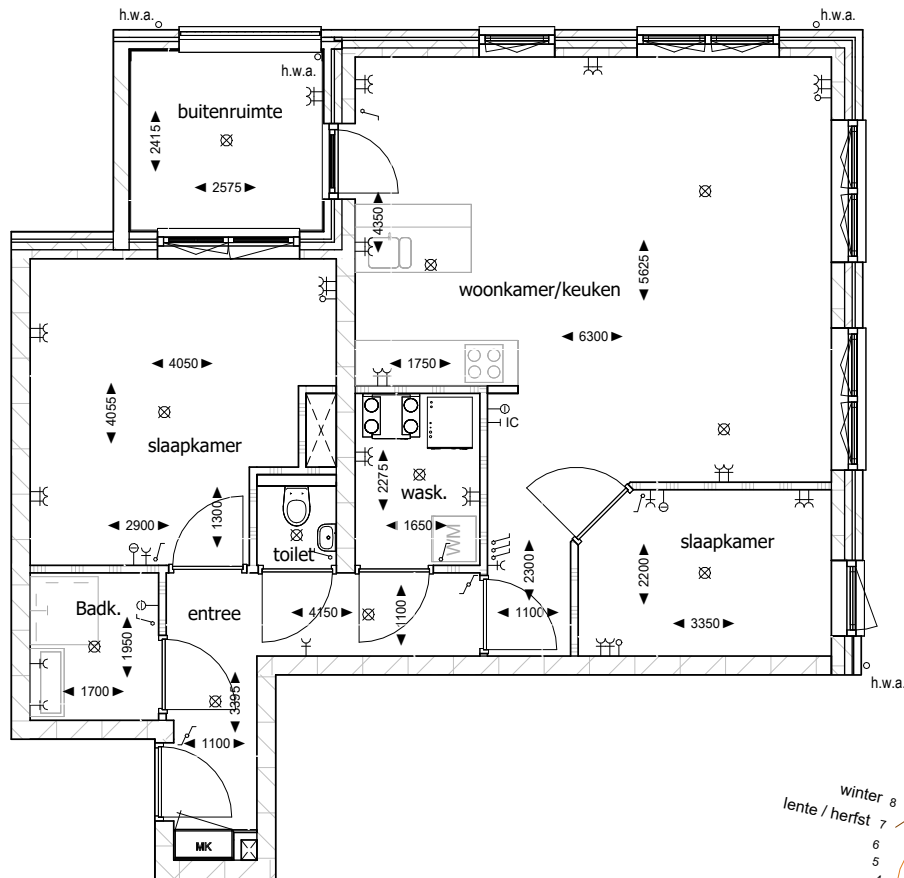 h.w.a.
h.w.a.
h.w.a.
buitenruimte
2415
2575
4350
5625
woonkamer/keuken
6300
1750
4050
4055
slaapkamer
IC
2275
wask.
1650
WM
2900
1300
toilet
slaapkamer
2300
2200
3350
Badk.
entree
4150
1100
1100
1950
1700
3395
1100
h.w.a.
MK
winter 8
lente / herfst 7
6
5